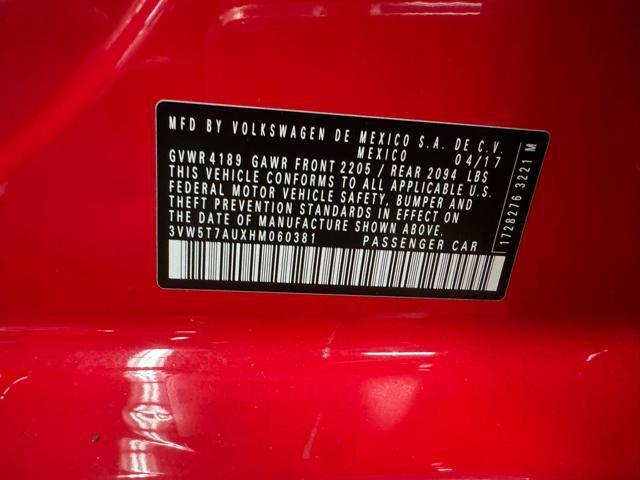 MFD BY VOLKSWAGEN DE MEXICO S.A. DE C.V.
MEXICO 04/17
GVWR 4189 GAWR FRONT 2205 / REAR 2094 LBS
THIS VEHICLE CONFORMS TO ALL APPLICABLE U.S.
FEDERAL MOTOR VEHICLE SAFETY, BUMPER AND
THEFT PREVENTION STANDARDS IN EFFECT ON
THE DATE OF MANUFACTURE SHOWN ABOVE.
3VW5T7AUXHM060381 PASSENGER CAR
1728276 3221 M